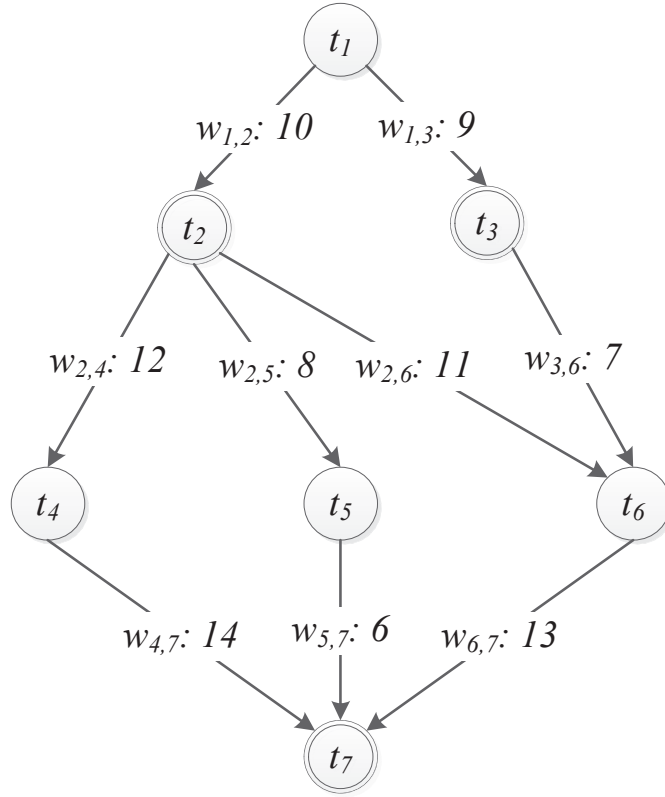 t1
w1,2: 10 w1,3: 9
t2 t3
w2,4: 12 w2,5: 8 w2,6: 11 w3,6: 7
t4 t5 t6
w4,7: 14 w5,7: 6 w6,7: 13
t7